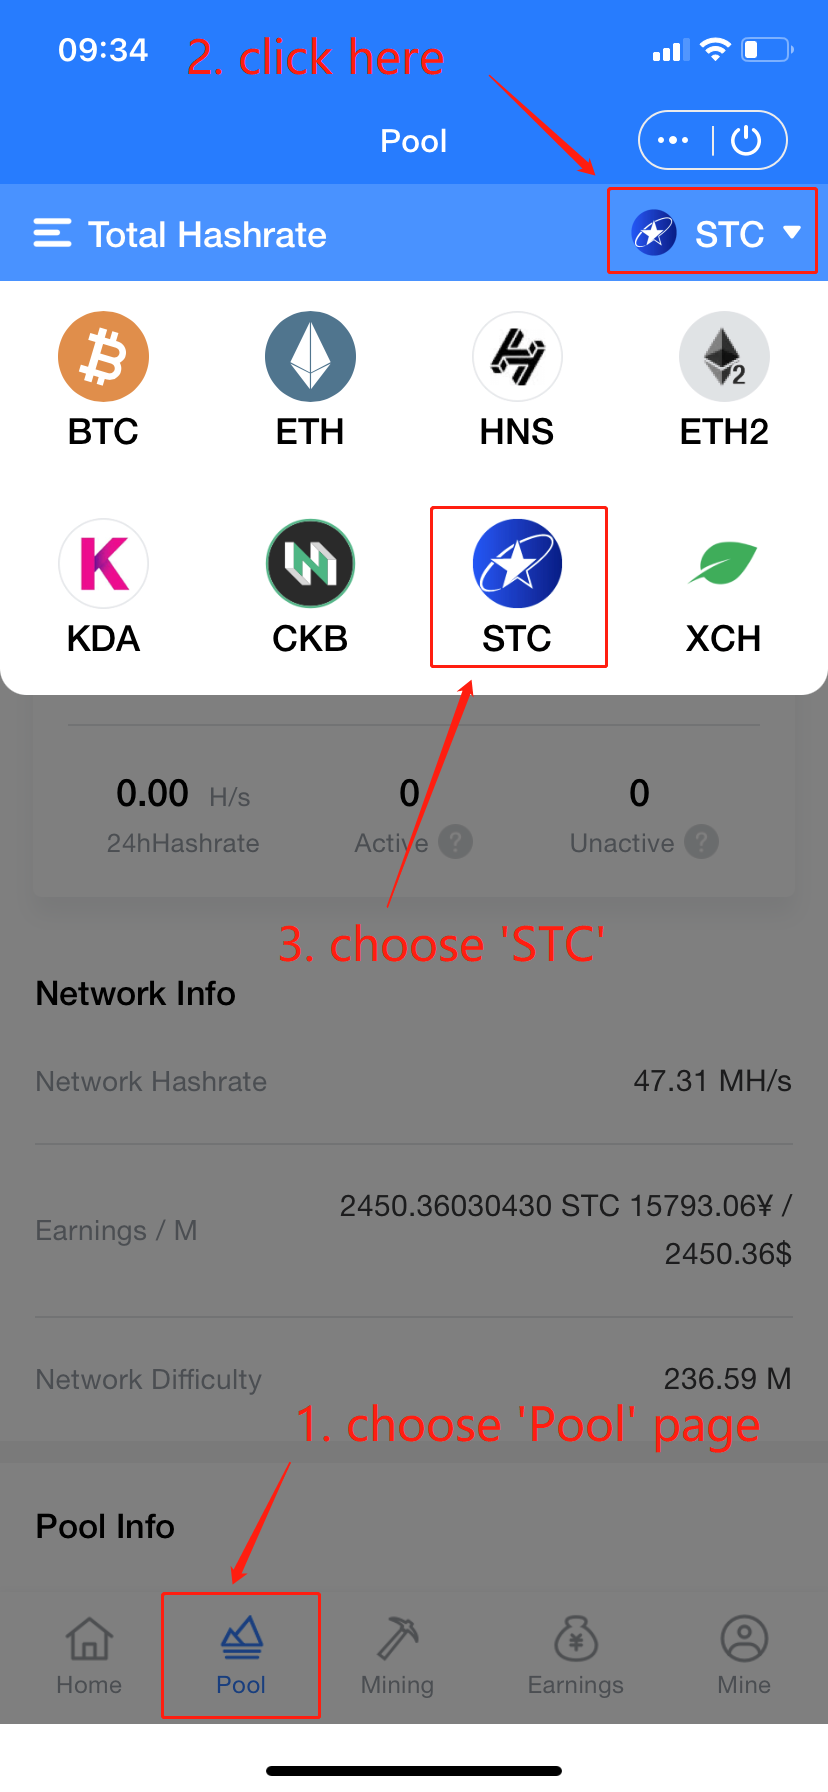 09:34
2. click here
Pool
Total Hashrate
STC
BTC
ETH
HNS
ETH2
KDA
CKB
STC
XCH
0.00 H/s
0
0
24hHashrate
Active ?
Unactive ?
3. choose 'STC'
Network Info
Network Hashrate
47.31 MH/s
Earnings / M
2450.36030430 STC 15793.06¥ /
2450.36$
Network Difficulty
236.59 M
1. choose 'Pool' page
Pool Info
Home
Pool
Mining
Earnings
Mine